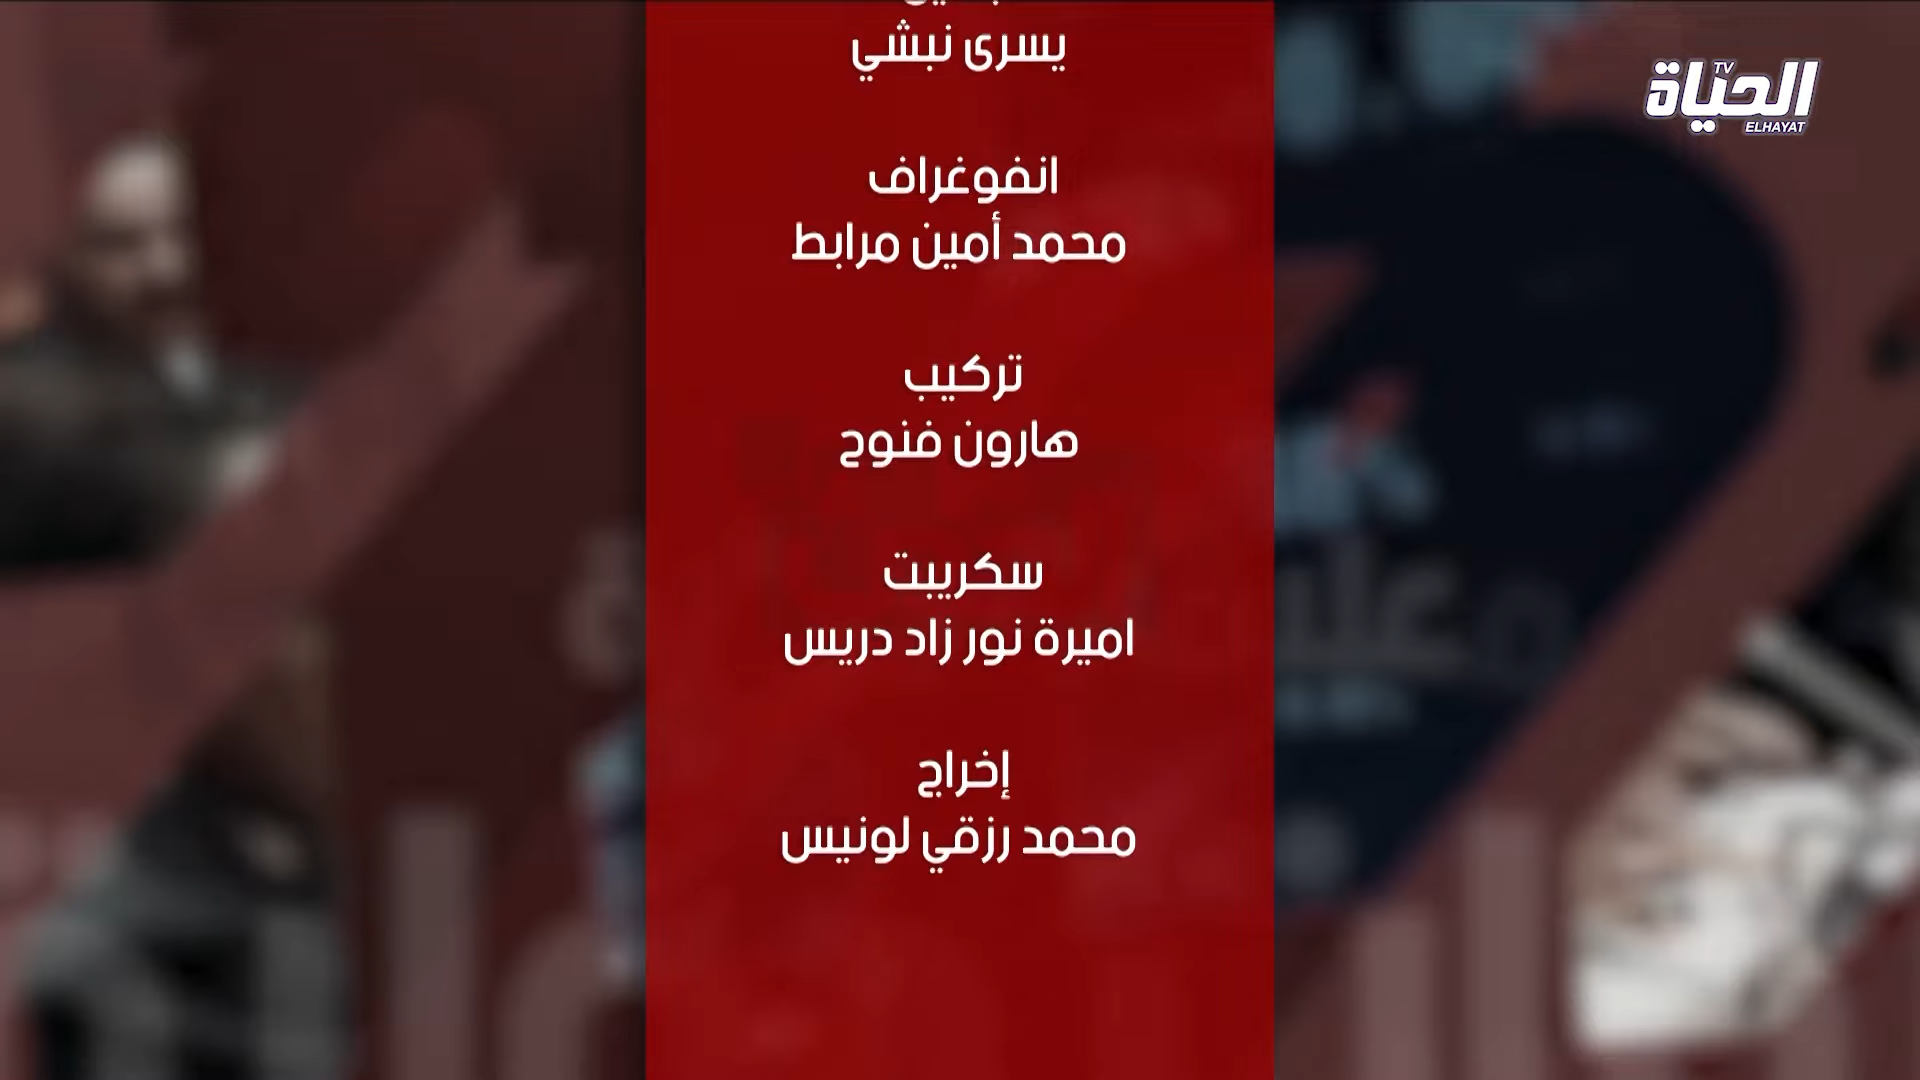 يسرى نبشي
الحياة
TV
ELHAYAT
انفوغراف
محمد أمين مرابط
تركيب
هارون فنوح
سكريبت
اميرة نور زاد دريس
إخراج
محمد رزقي لونيس